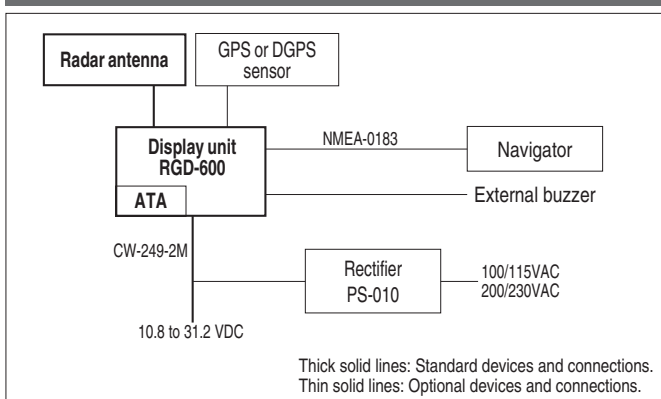 Radar antenna
GPS or DGPS
sensor
Display unit
RGD-600
ATA
NMEA-0183
Navigator
External buzzer
CW-249-2M
Rectifier
PS-010
100/115VAC
200/230VAC
10.8 to 31.2 VDC
Thick solid lines: Standard devices and connections.
Thin solid lines: Optional devices and connections.